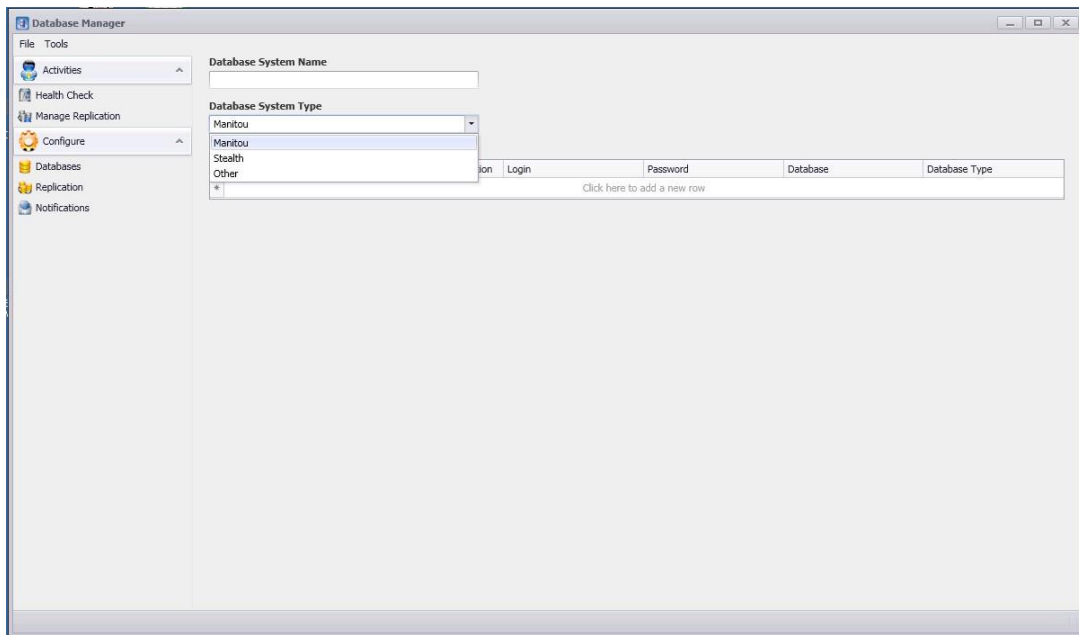 Database Manager
File Tools
Activities
Health Check
Manage Replication
Configure
Databases
Replication
Notifications
Database System Name
Database System Type
Manitou
Manitou
Stealth
Other
ion Login Password Database Database Type
* Click here to add a new row